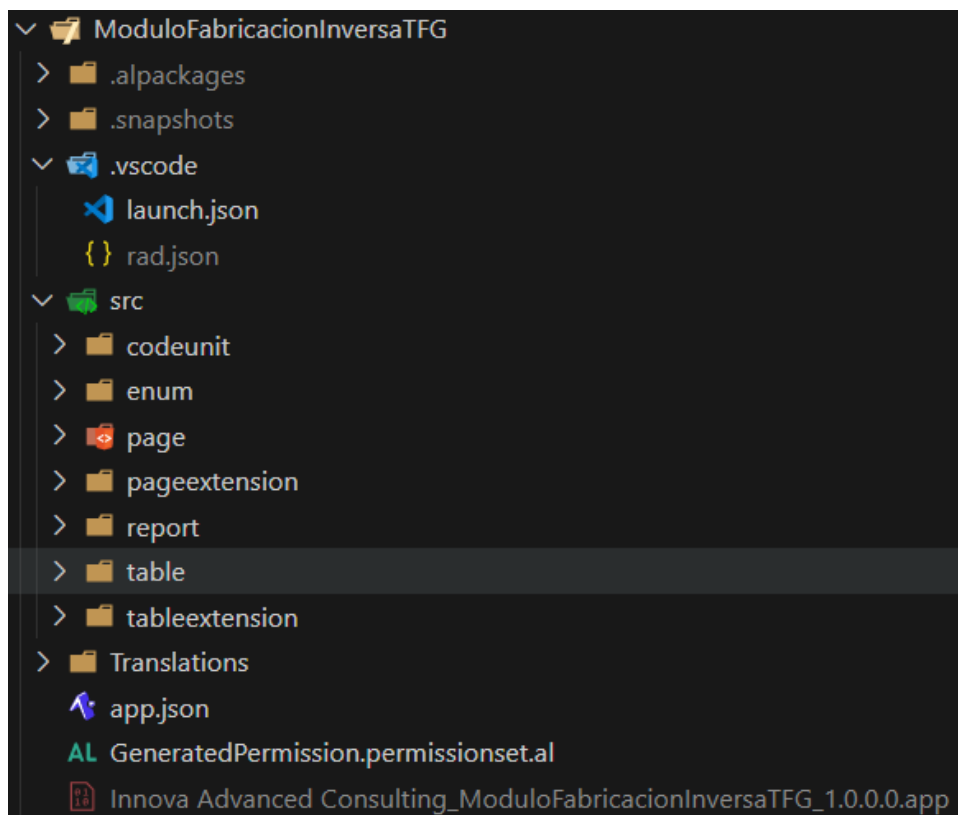 ModuloFabricacionInversaTFG
.alpackages
.snapshots
.vscode
launch.json
{ } rad.json
src
codeunit
enum
page
pageextension
report
table
tableextension
Translations
app.json
AL GeneratedPermission.permissionset.al
Innova Advanced Consulting_ModuloFabricacionInversaTFG_1.0.0.0.app